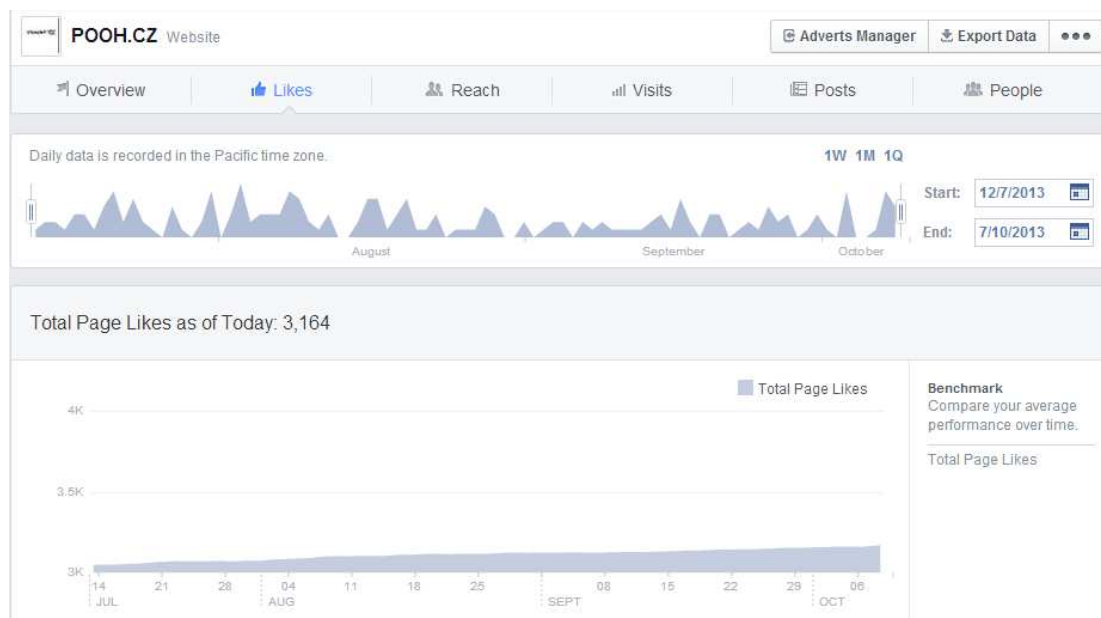 POOH.CZ Website
Adverts Manager Export Data
Overview Likes Reach Visits Posts People
Daily data is recorded in the Pacific time zone.
1W 1M 1Q
Start: 12/7/2013
End: 7/10/2013
August September October
Total Page Likes as of Today: 3,164
Total Page Likes
4K
3.5K
3K
14 21 28 04 11 18 25 08 15 22 29 06
JUL AUG SEPT OCT
Benchmark
Compare your average
performance over time.
Total Page Likes